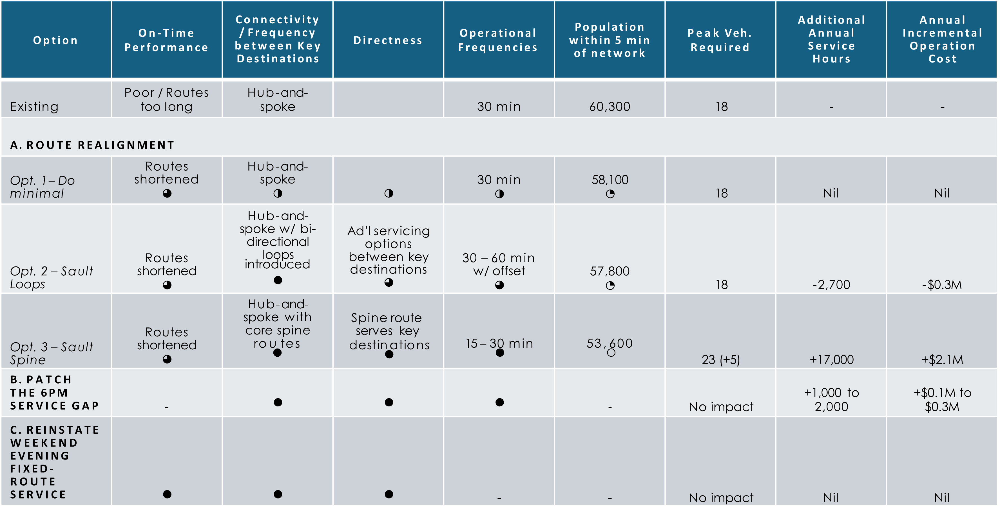 Option
On-Time
Performance
Connectivity
/ Frequency
between Key
Destinations
Directness
Operational
Frequencies
Population
within 5 min
of network
Peak Veh.
Required
Additional
Annual
Service
Hours
Annual
Incremental
Operation
Cost
Existing
Poor / Routes
too long
Hub-and-
spoke
30 min
60,300
18
-
-
A. ROUTE REALIGNMENT
Opt. 1 – Do
minimal
Routes
shortened
◕
Hub-and-
spoke
◑
◑
30 min
◑
58,100
◔
18
Nil
Nil
Opt. 2 – Sault
Loops
Routes
shortened
◕
Hub-and-
spoke w/ bi-
directional
loops
introduced
●
Ad'l servicing
options
between key
destinations
◕
30 – 60 min
w/ offset
◕
57,800
◔
18
-2,700
-$0.3M
Opt. 3 – Sault
Spine
Routes
shortened
◕
Hub-and-
spoke with
core spine
routes
●
Spine route
serves key
destinations
●
15 – 30 min
●
53,600
○
23 (+5)
+17,000
+$2.1M
B. PATCH
THE 6PM
SERVICE GAP
-
●
●
●
-
No impact
+1,000 to
2,000
+$0.1M to
$0.3M
C. REINSTATE
WEEKEND
EVENING
FIXED-
ROUTE
SERVICE
●
●
●
-
-
No impact
Nil
Nil